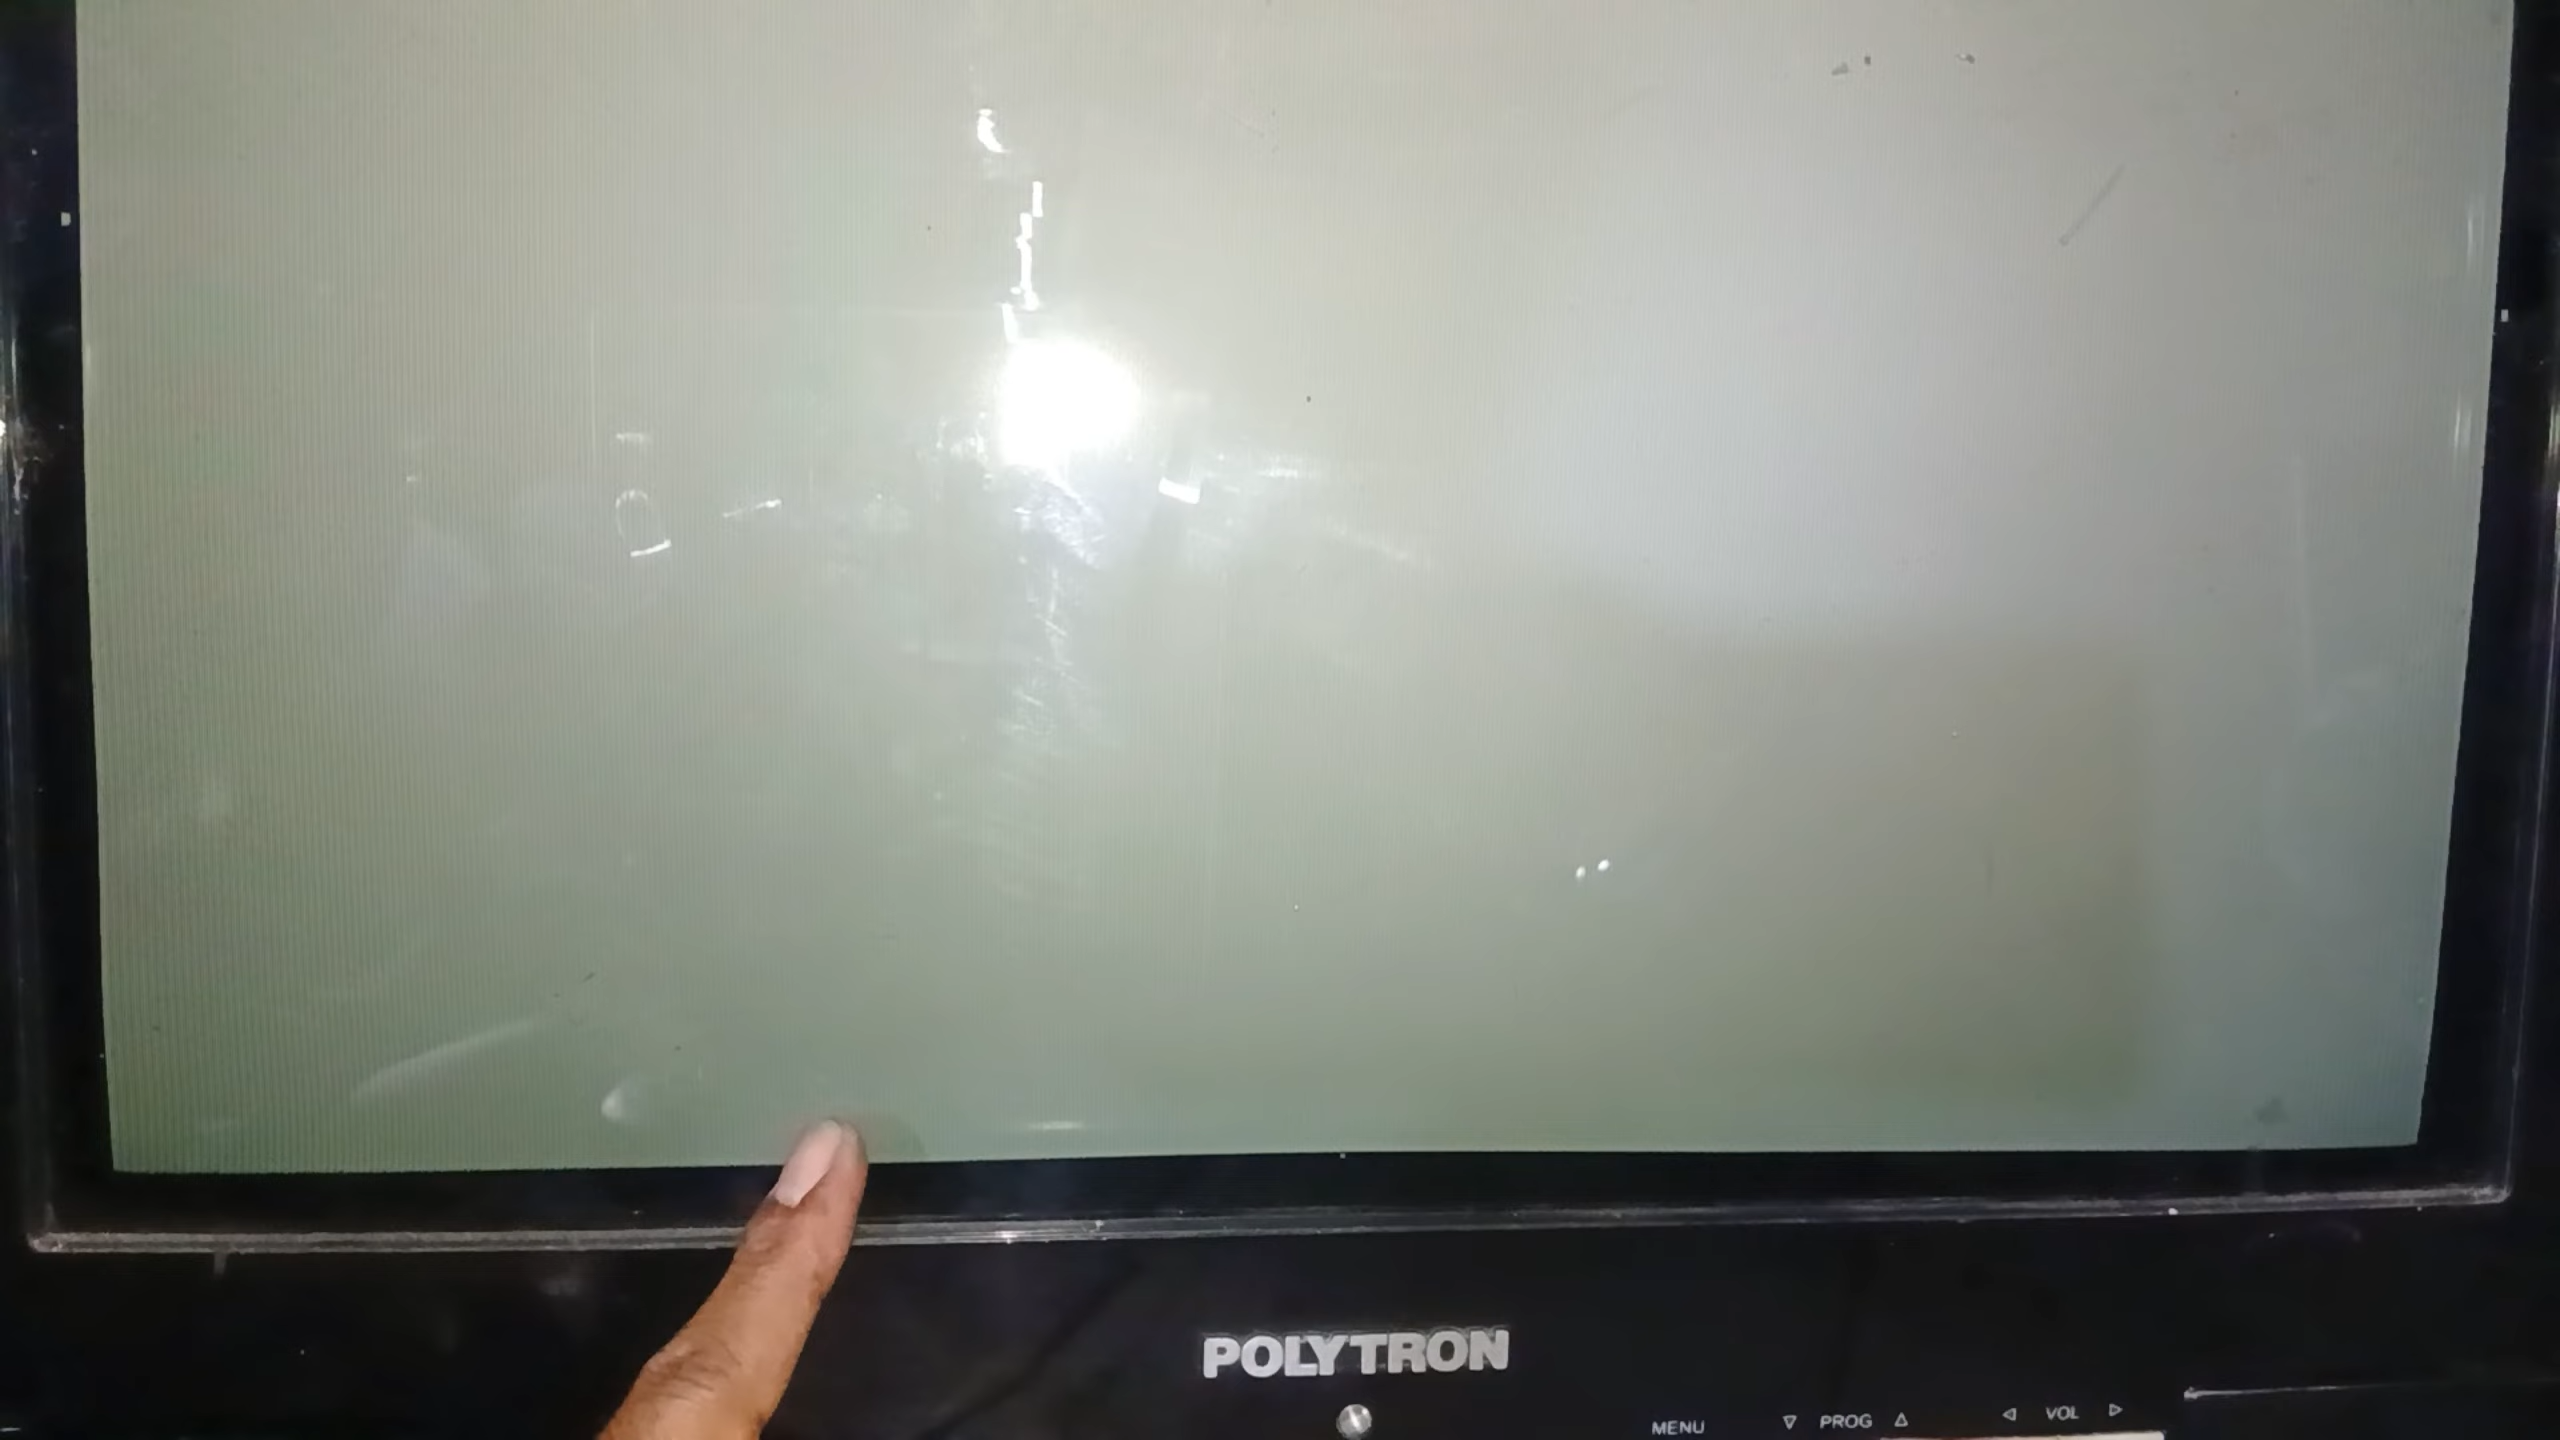 POLYTRON
MENU ▽ PROG △ ◁ VOL ▷